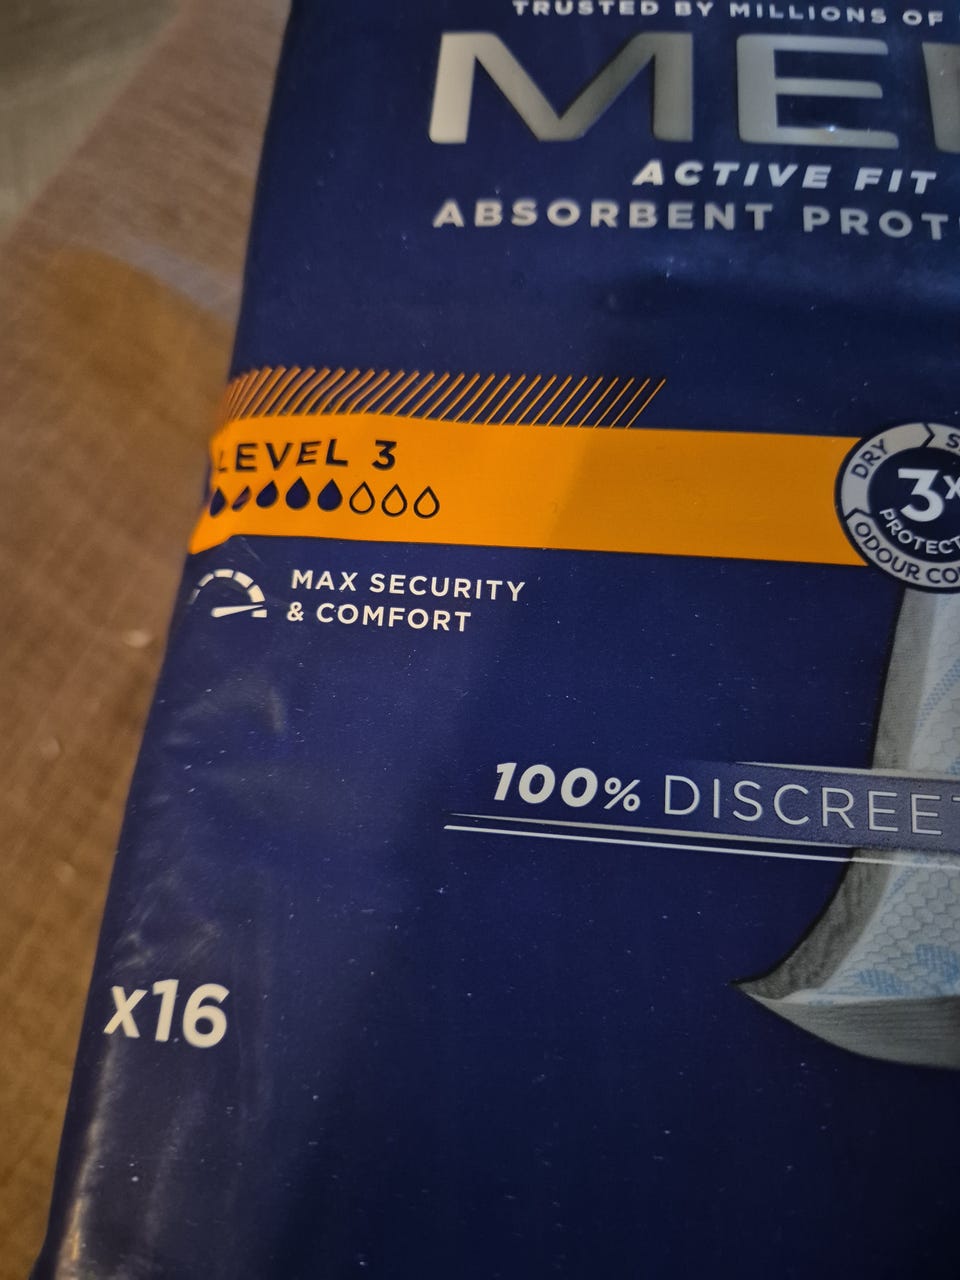 TRUSTED BY MILLIONS OF
ME
ACTIVE FIT
ABSORBENT PROT
LEVEL 3
DRY
3X
PROTECT
ODOUR CO
MAX SECURITY
& COMFORT
100% DISCREET
x16